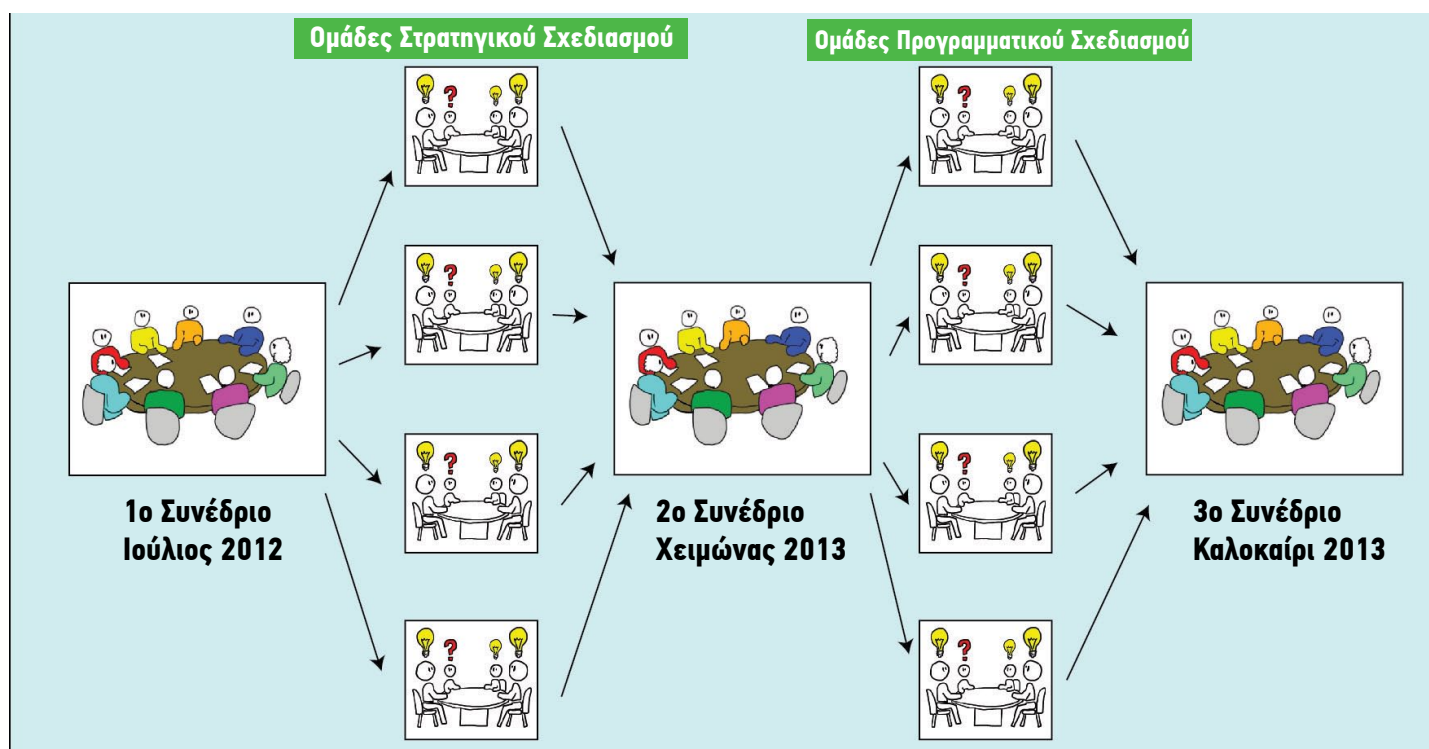 Ομάδες Στρατηγικού Σχεδιασμού
Ομάδες Προγραμματικού Σχεδιασμού
1ο Συνέδριο
Ιούλιος 2012
2ο Συνέδριο
Χειμώνας 2013
3ο Συνέδριο
Καλοκαίρι 2013